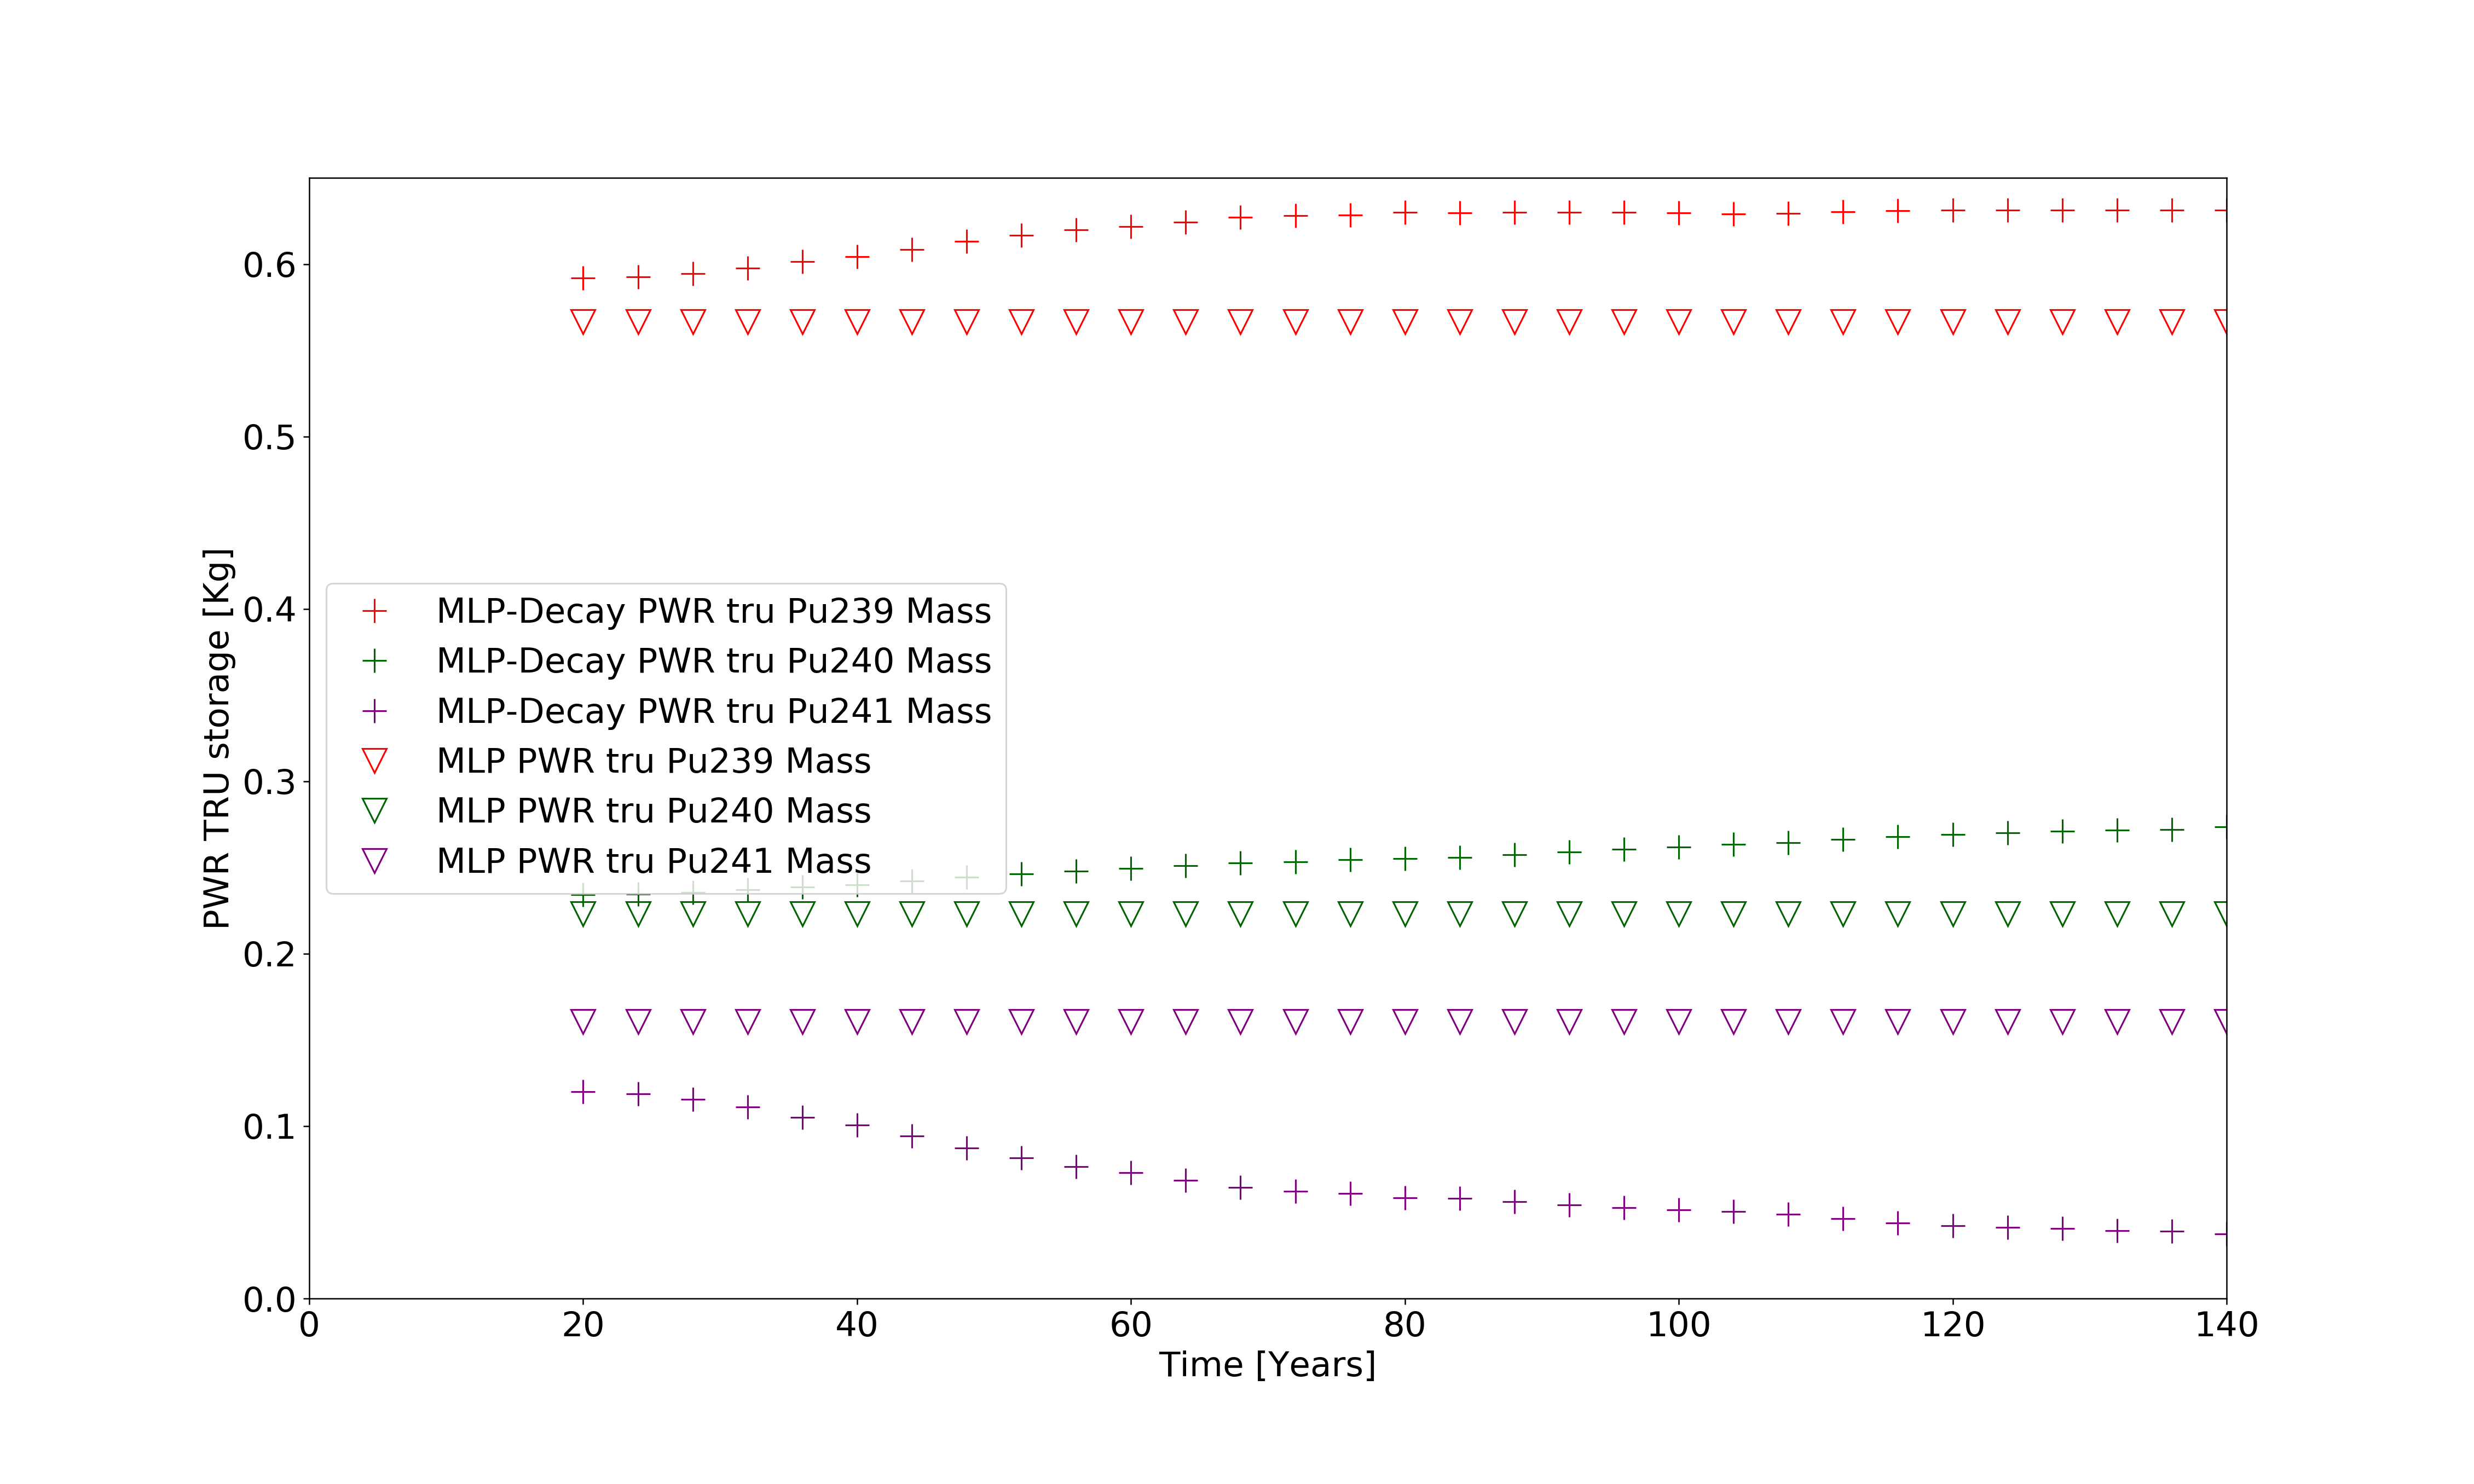 0.6
0.5
0.4
0.3
0.2
0.1
0.0
PWR TRU storage [Kg]
MLP-Decay PWR tru Pu239 Mass
MLP-Decay PWR tru Pu240 Mass
MLP-Decay PWR tru Pu241 Mass
MLP PWR tru Pu239 Mass
MLP PWR tru Pu240 Mass
MLP PWR tru Pu241 Mass
0 20 40 60 80 100 120 140
Time [Years]